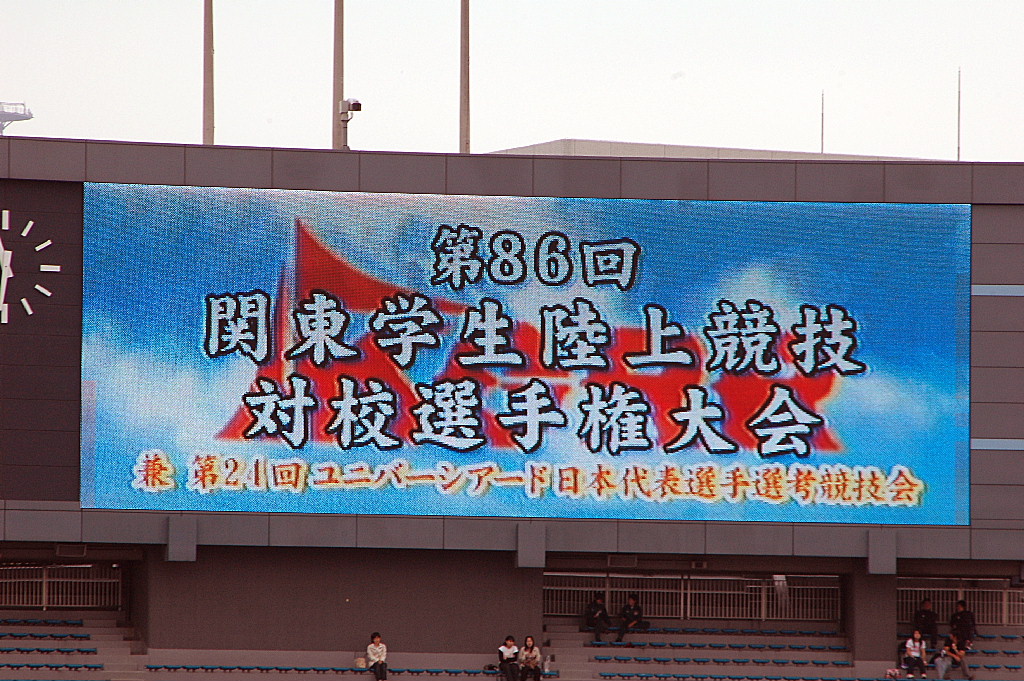 第86回
関東学生陸上競技
対校選手権大会
兼 第24回ユニバーシアード日本代表選手選考競技会